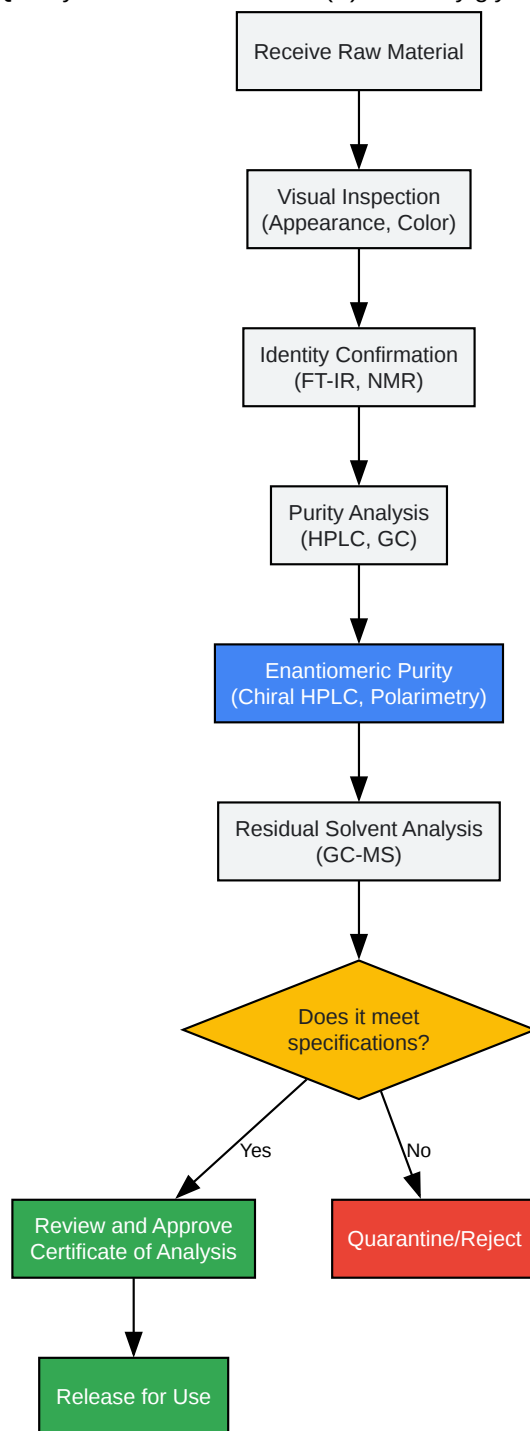 Receive Raw Material
Visual Inspection
(Appearance, Color)
Identity Confirmation
(FT-IR, NMR)
Purity Analysis
(HPLC, GC)
Enantiomeric Purity
(Chiral HPLC, Polarimetry)
Residual Solvent Analysis
(GC-MS)
Does it meet
specifications?
Yes
No
Review and Approve
Certificate of Analysis
Quarantine/Reject
Release for Use